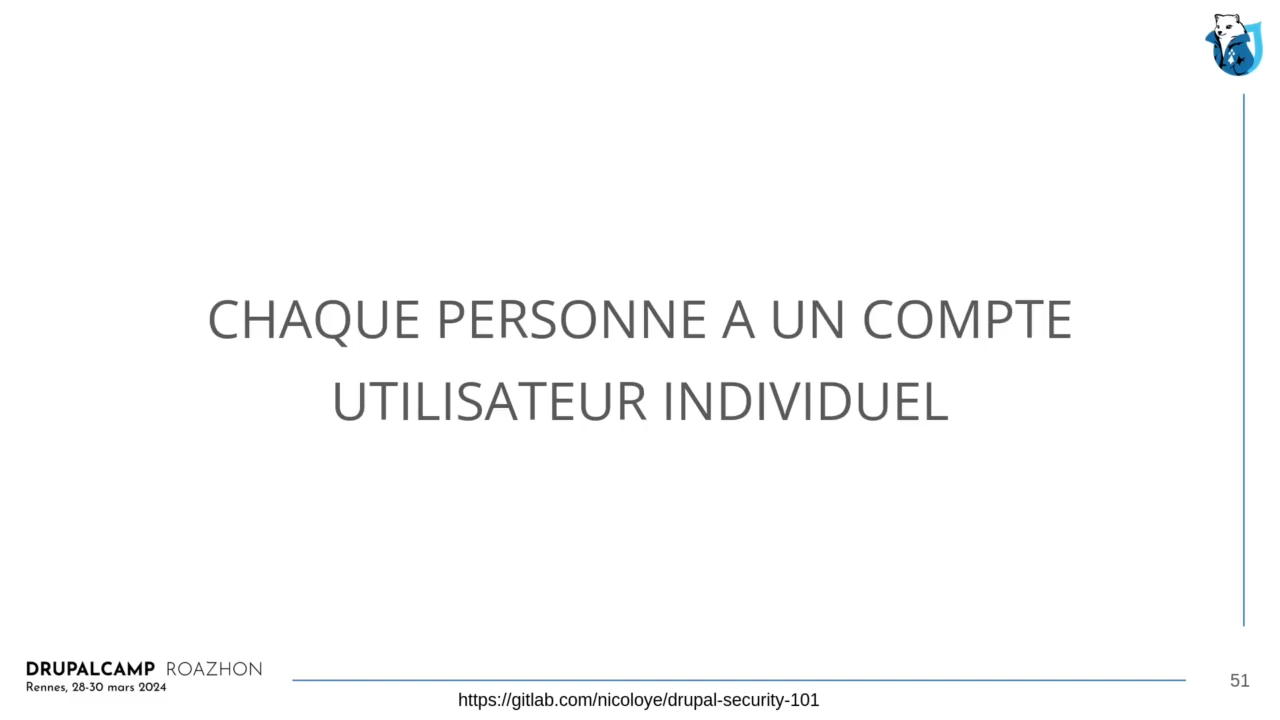 CHAQUE PERSONNE A UN COMPTE
UTILISATEUR INDIVIDUEL
DRUPALCAMP ROAZHON
Rennes, 28-30 mars 2024
https://gitlab.com/nicoloye/drupal-security-101
51